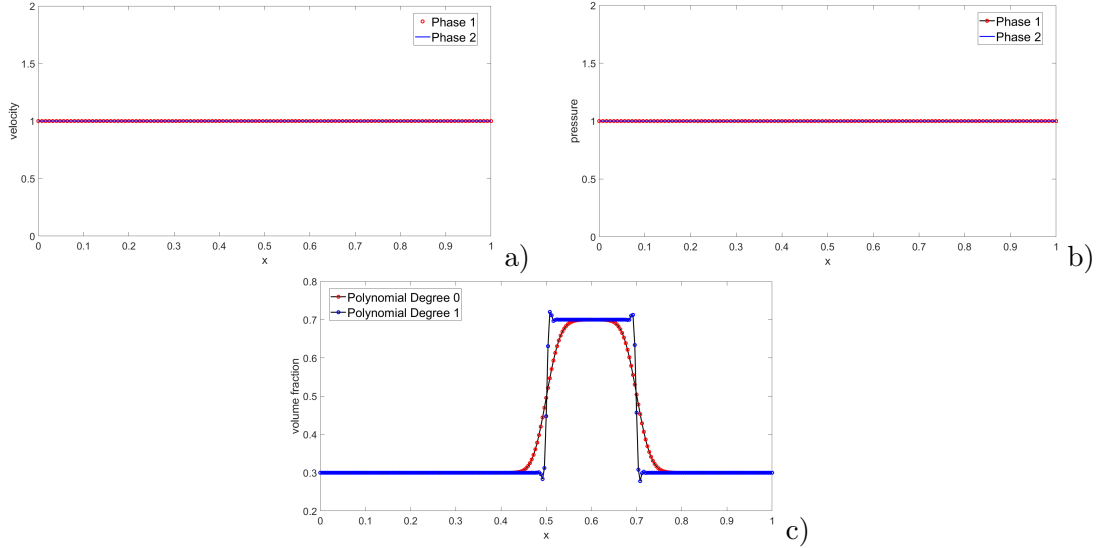 2
1.5
1
0.5
0
velocity
0 0.1 0.2 0.3 0.4 0.5 0.6 0.7 0.8 0.9 1
x
Phase 1
Phase 2
a)
2
1.5
1
0.5
0
pressure
0 0.1 0.2 0.3 0.4 0.5 0.6 0.7 0.8 0.9 1
x
Phase 1
Phase 2
b)
0.8
0.7
0.6
0.5
0.4
0.3
0.2
volume fraction
0 0.1 0.2 0.3 0.4 0.5 0.6 0.7 0.8 0.9 1
x
Polynomial Degree 0
Polynomial Degree 1
c)